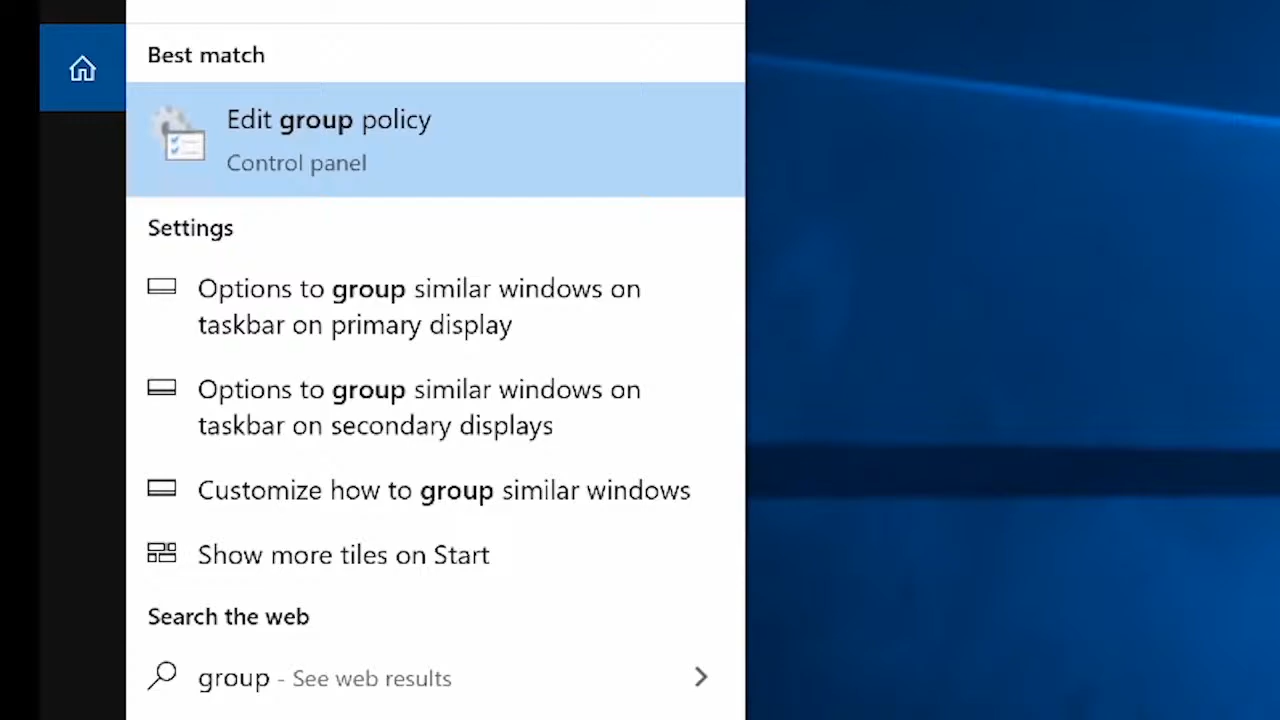 Best match
Edit group policy
Control panel
Settings
Options to group similar windows on
taskbar on primary display
Options to group similar windows on
taskbar on secondary displays
Customize how to group similar windows
Show more tiles on Start
Search the web
group - See web results